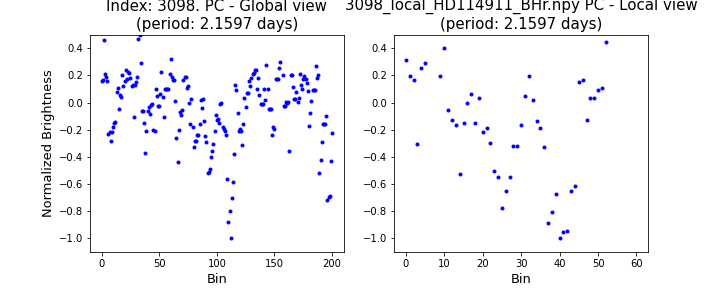 Index: 3098. PC - Global view
(period: 2.1597 days)
3098_local_HD114911_BHr.npy PC - Local view
(period: 2.1597 days)
Normalized Brightness
0.4
0.2
0.0
−0.2
−0.4
−0.6
−0.8
−1.0
0 50 100 150 200
Bin
0.4
0.2
0.0
−0.2
−0.4
−0.6
−0.8
−1.0
0 10 20 30 40 50 60
Bin